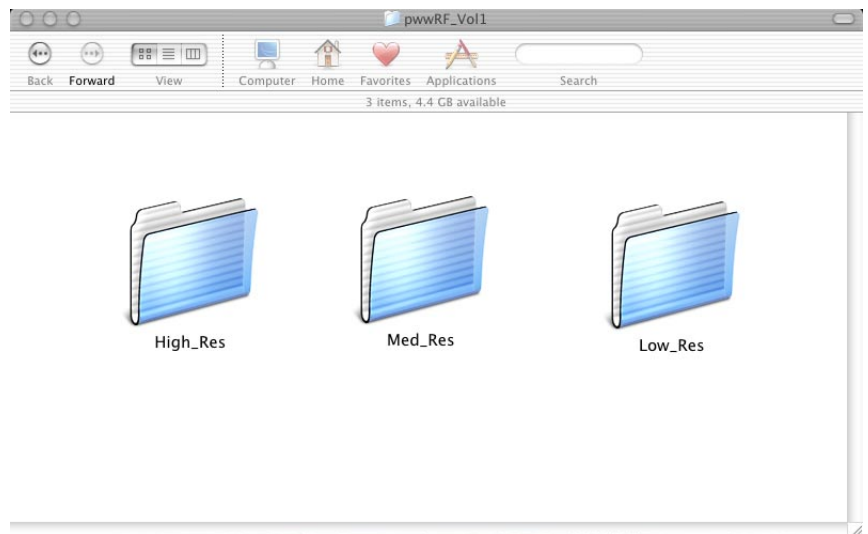 pwwRF_Vol1
Back Forward View Computer Home Favorites Applications Search
3 items, 4.4 GB available
High_Res Med_Res Low_Res